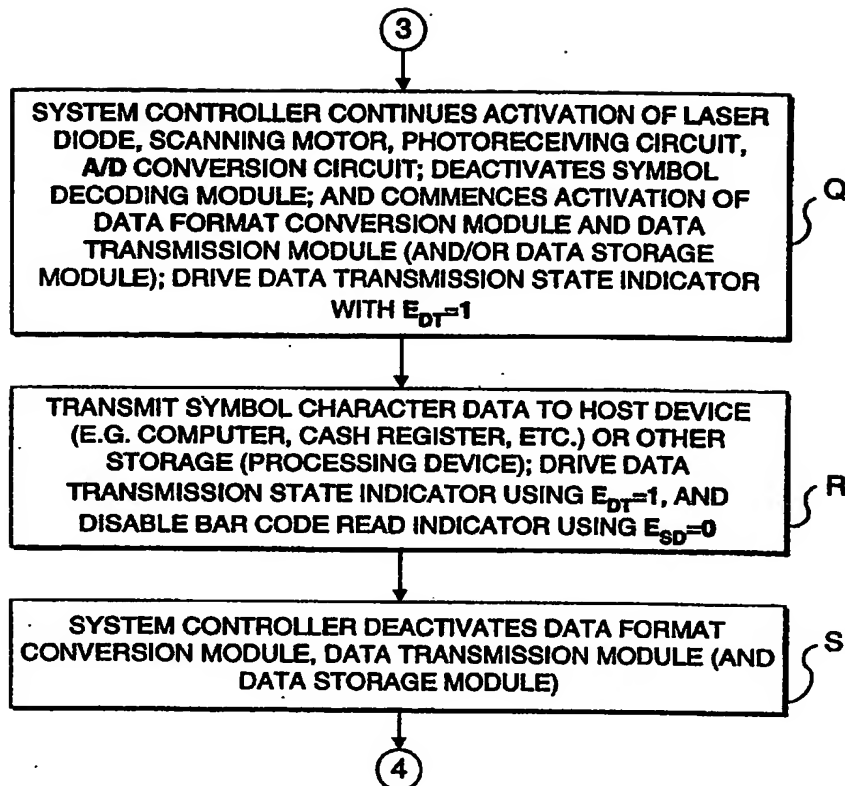 3
SYSTEM CONTROLLER CONTINUES ACTIVATION OF LASER
DIODE, SCANNING MOTOR, PHOTORECEIVING CIRCUIT,
A/D CONVERSION CIRCUIT; DEACTIVATES SYMBOL
DECODING MODULE; AND COMMENCES ACTIVATION OF
DATA FORMAT CONVERSION MODULE AND DATA
TRANSMISSION MODULE (AND/OR DATA STORAGE
MODULE); DRIVE DATA TRANSMISSION STATE INDICATOR
WITH E_DT=1
Q
TRANSMIT SYMBOL CHARACTER DATA TO HOST DEVICE
(E.G. COMPUTER, CASH REGISTER, ETC.) OR OTHER
STORAGE (PROCESSING DEVICE); DRIVE DATA
TRANSMISSION STATE INDICATOR USING E_DT=1, AND
DISABLE BAR CODE READ INDICATOR USING E_SD=0
R
SYSTEM CONTROLLER DEACTIVATES DATA FORMAT
CONVERSION MODULE, DATA TRANSMISSION MODULE (AND
DATA STORAGE MODULE)
S
4